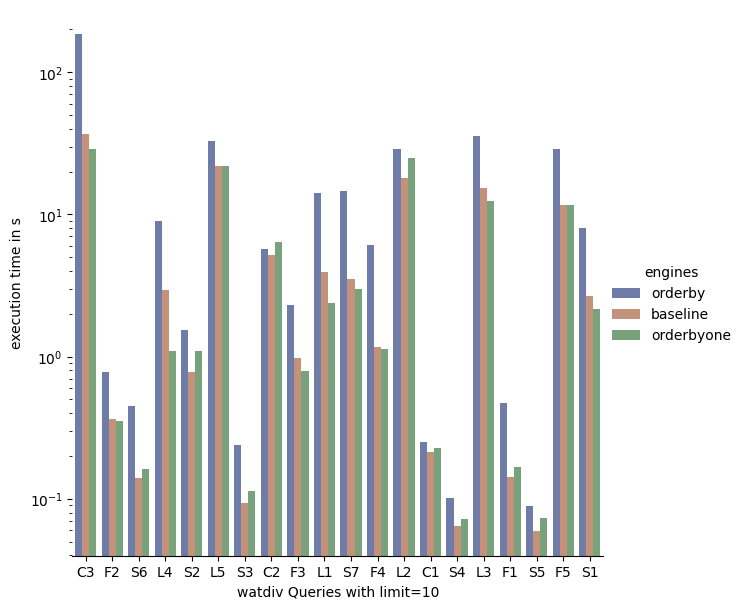 execution time in s
10²
10¹
10⁰
10⁻¹
C3 F2 S6 L4 S2 L5 S3 C2 F3 L1 S7 F4 L2 C1 S4 L3 F1 S5 F5 S1
watdiv Queries with limit=10
engines
orderby
baseline
orderbyone